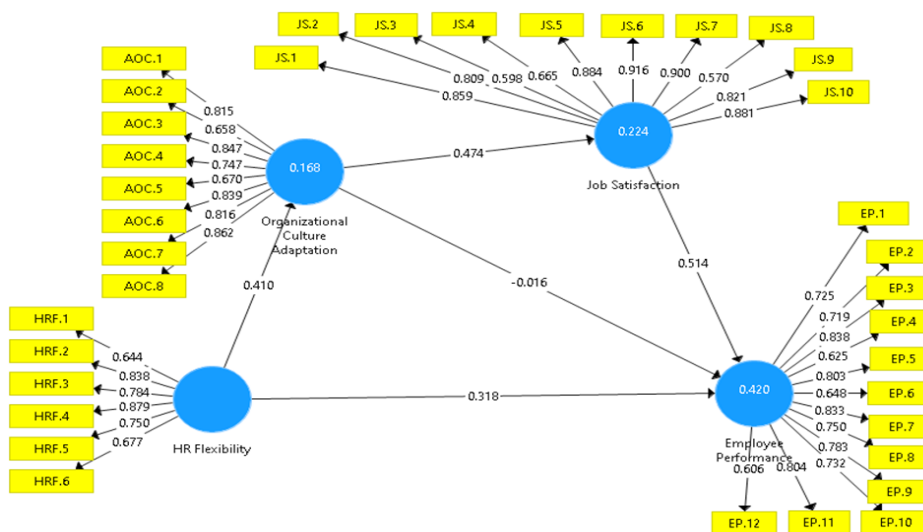 JS.2
JS.3
JS.4
JS.5
JS.6
JS.7
JS.8
JS.1
JS.9
JS.10
0.859
0.809
0.598
0.665
0.884
0.916
0.900
0.570
0.821
0.881
0.224
Job Satisfaction
AOC.1
AOC.2
AOC.3
AOC.4
AOC.5
AOC.6
AOC.7
AOC.8
0.815
0.658
0.847
0.747
0.670
0.839
0.816
0.862
0.168
Organizational
Culture
Adaptation
0.474
0.410
-0.016
0.514
0.318
HRF.1
HRF.2
HRF.3
HRF.4
HRF.5
HRF.6
0.644
0.838
0.784
0.879
0.750
0.677
HR Flexibility
EP.1
EP.2
EP.3
EP.4
EP.5
EP.6
EP.7
EP.8
EP.9
EP.10
EP.11
EP.12
0.725
0.719
0.838
0.625
0.803
0.648
0.833
0.750
0.783
0.732
0.804
0.606
0.420
Employee
Performance